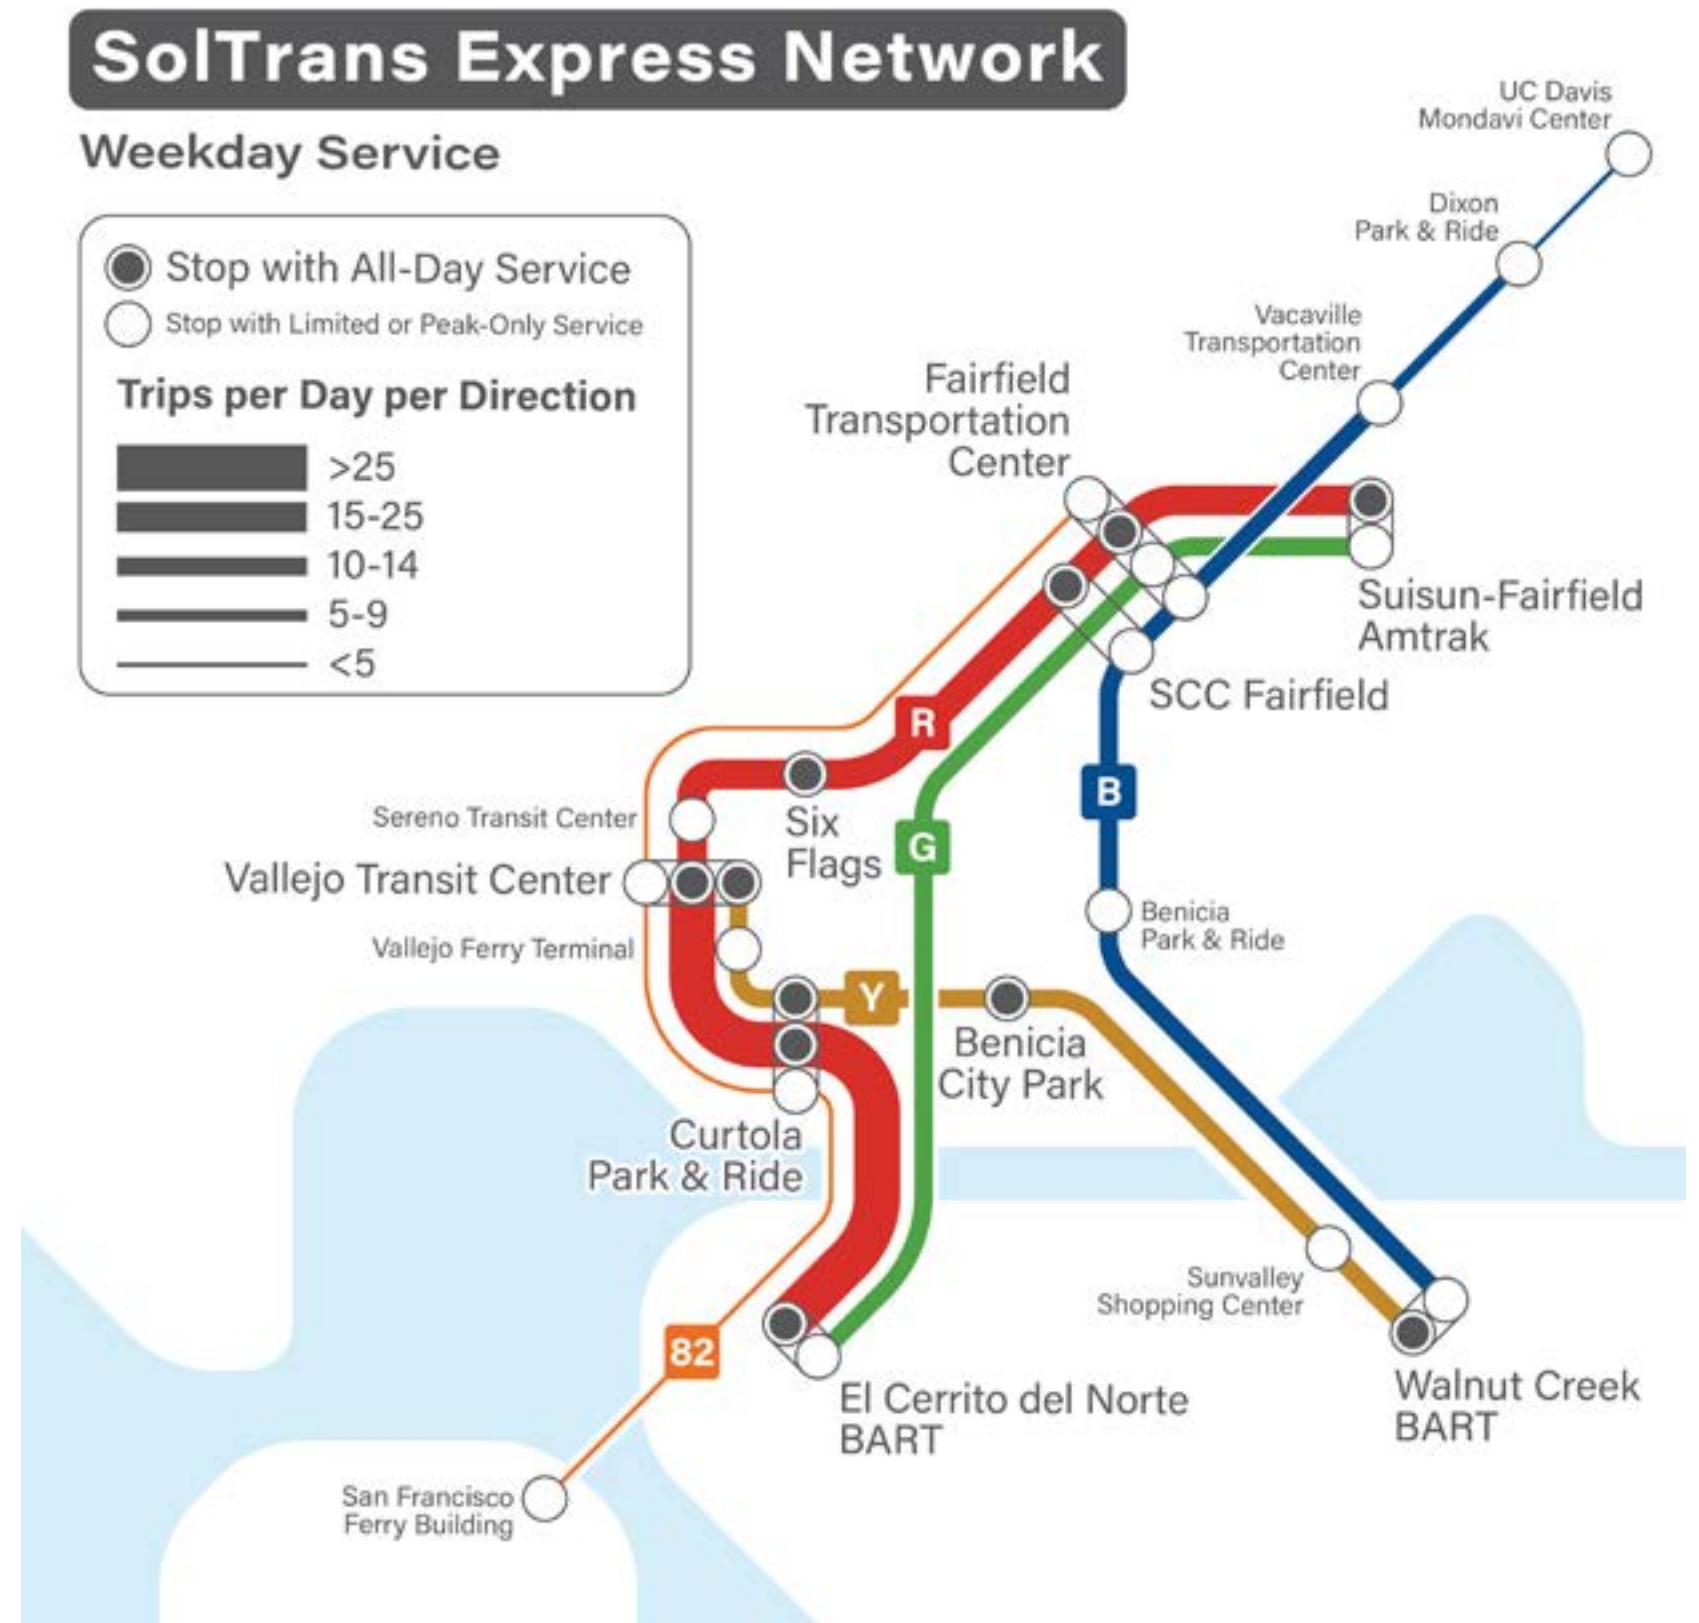 SolTrans Express Network
Weekday Service
Stop with All-Day Service
Stop with Limited or Peak-Only Service
Trips per Day per Direction
>25
15-25
10-14
5-9
<5
UC Davis
Mondavi Center
Dixon
Park & Ride
Vacaville
Transportation
Center
Fairfield
Transportation
Center
Suisun-Fairfield
Amtrak
SCC Fairfield
R
B
Sereno Transit Center
Six
Flags
G
Vallejo Transit Center
Benicia
Park & Ride
Vallejo Ferry Terminal
Y
Benicia
City Park
Curtola
Park & Ride
Sunvalley
Shopping Center
82
El Cerrito del Norte
BART
Walnut Creek
BART
San Francisco
Ferry Building